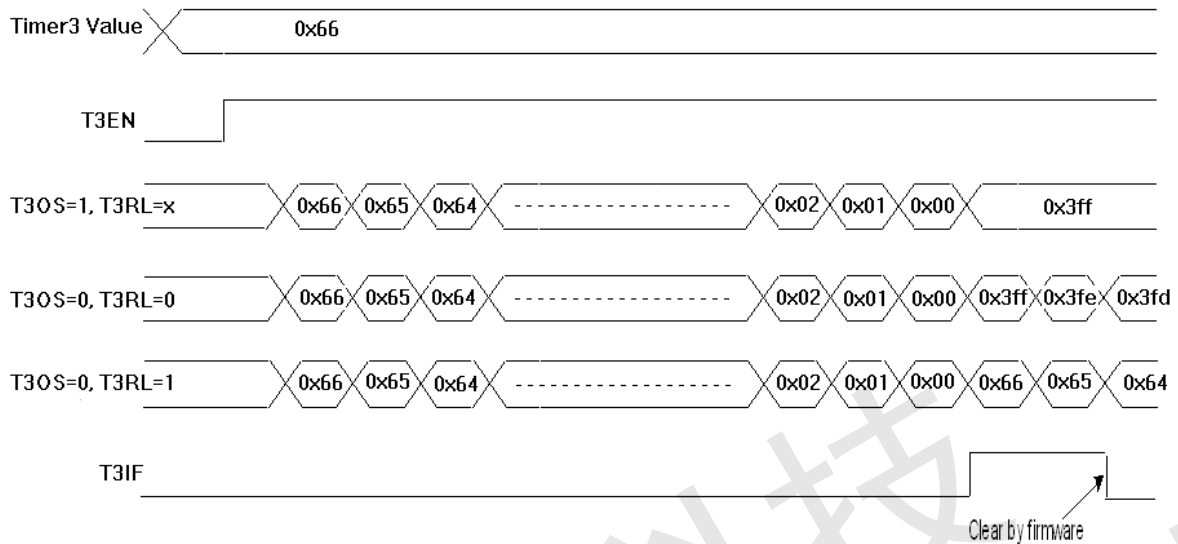 Timer3 Value 0x66
T3EN
T3OS=1, T3RL=x 0x66 0x65 0x64 0x02 0x01 0x00 0x3ff
T3OS=0, T3RL=0 0x66 0x65 0x64 0x02 0x01 0x00 0x3ff 0x3fe 0x3fd
T3OS=0, T3RL=1 0x66 0x65 0x64 0x02 0x01 0x00 0x66 0x65 0x64
T3IF
Clear by firmware
技